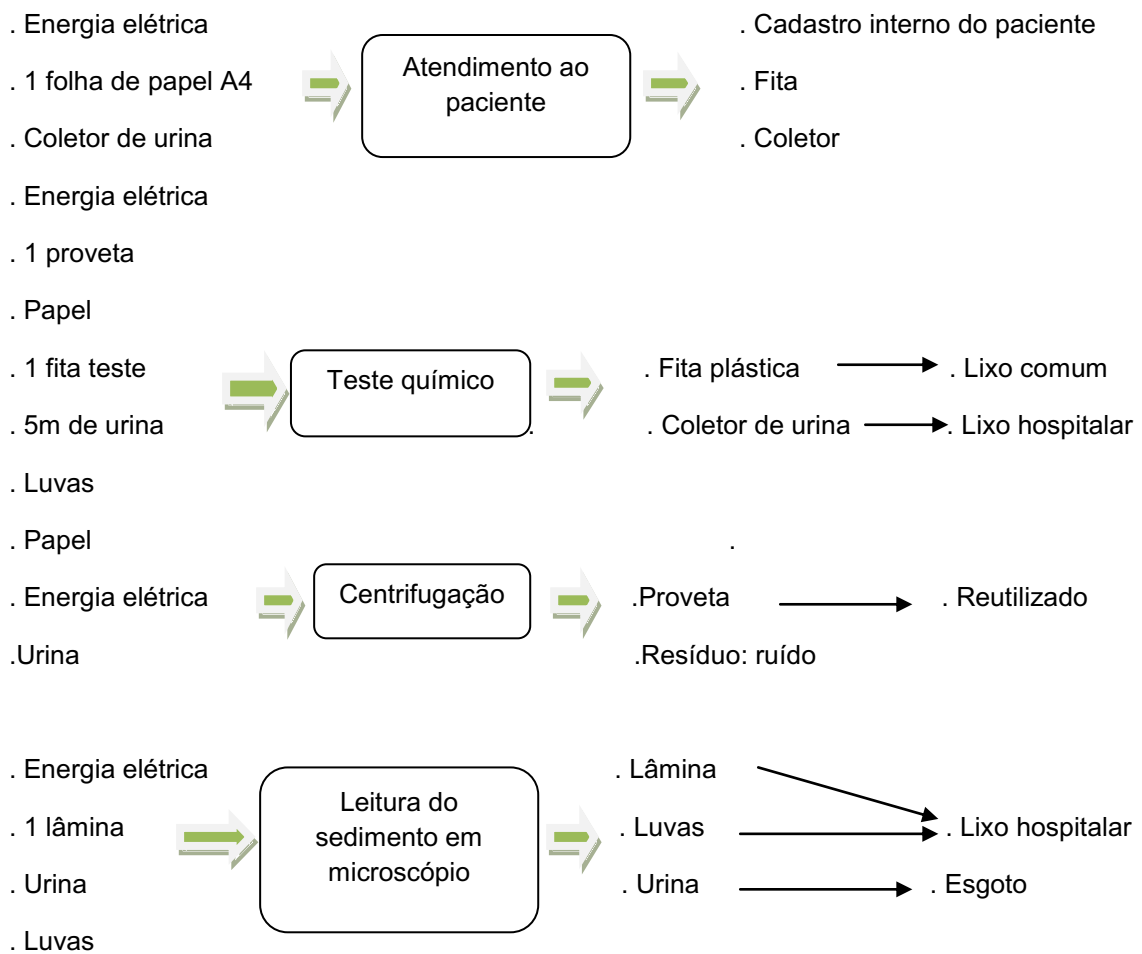 . Energia elétrica
. Cadastro interno do paciente
. 1 folha de papel A4
Atendimento ao
paciente
. Fita
. Coletor de urina
. Coletor
. Energia elétrica
. 1 proveta
. Papel
. 1 fita teste
Teste químico
. Fita plástica
. Lixo comum
. 5m de urina
.
. Coletor de urina
. Lixo hospitalar
. Luvas
. Papel
.
. Energia elétrica
Centrifugação
.Proveta
. Reutilizado
.Urina
.Resíduo: ruído
. Energia elétrica
. Lâmina
. 1 lâmina
Leitura do
sedimento em
microscópio
. Luvas
. Lixo hospitalar
. Urina
. Urina
. Esgoto
. Luvas